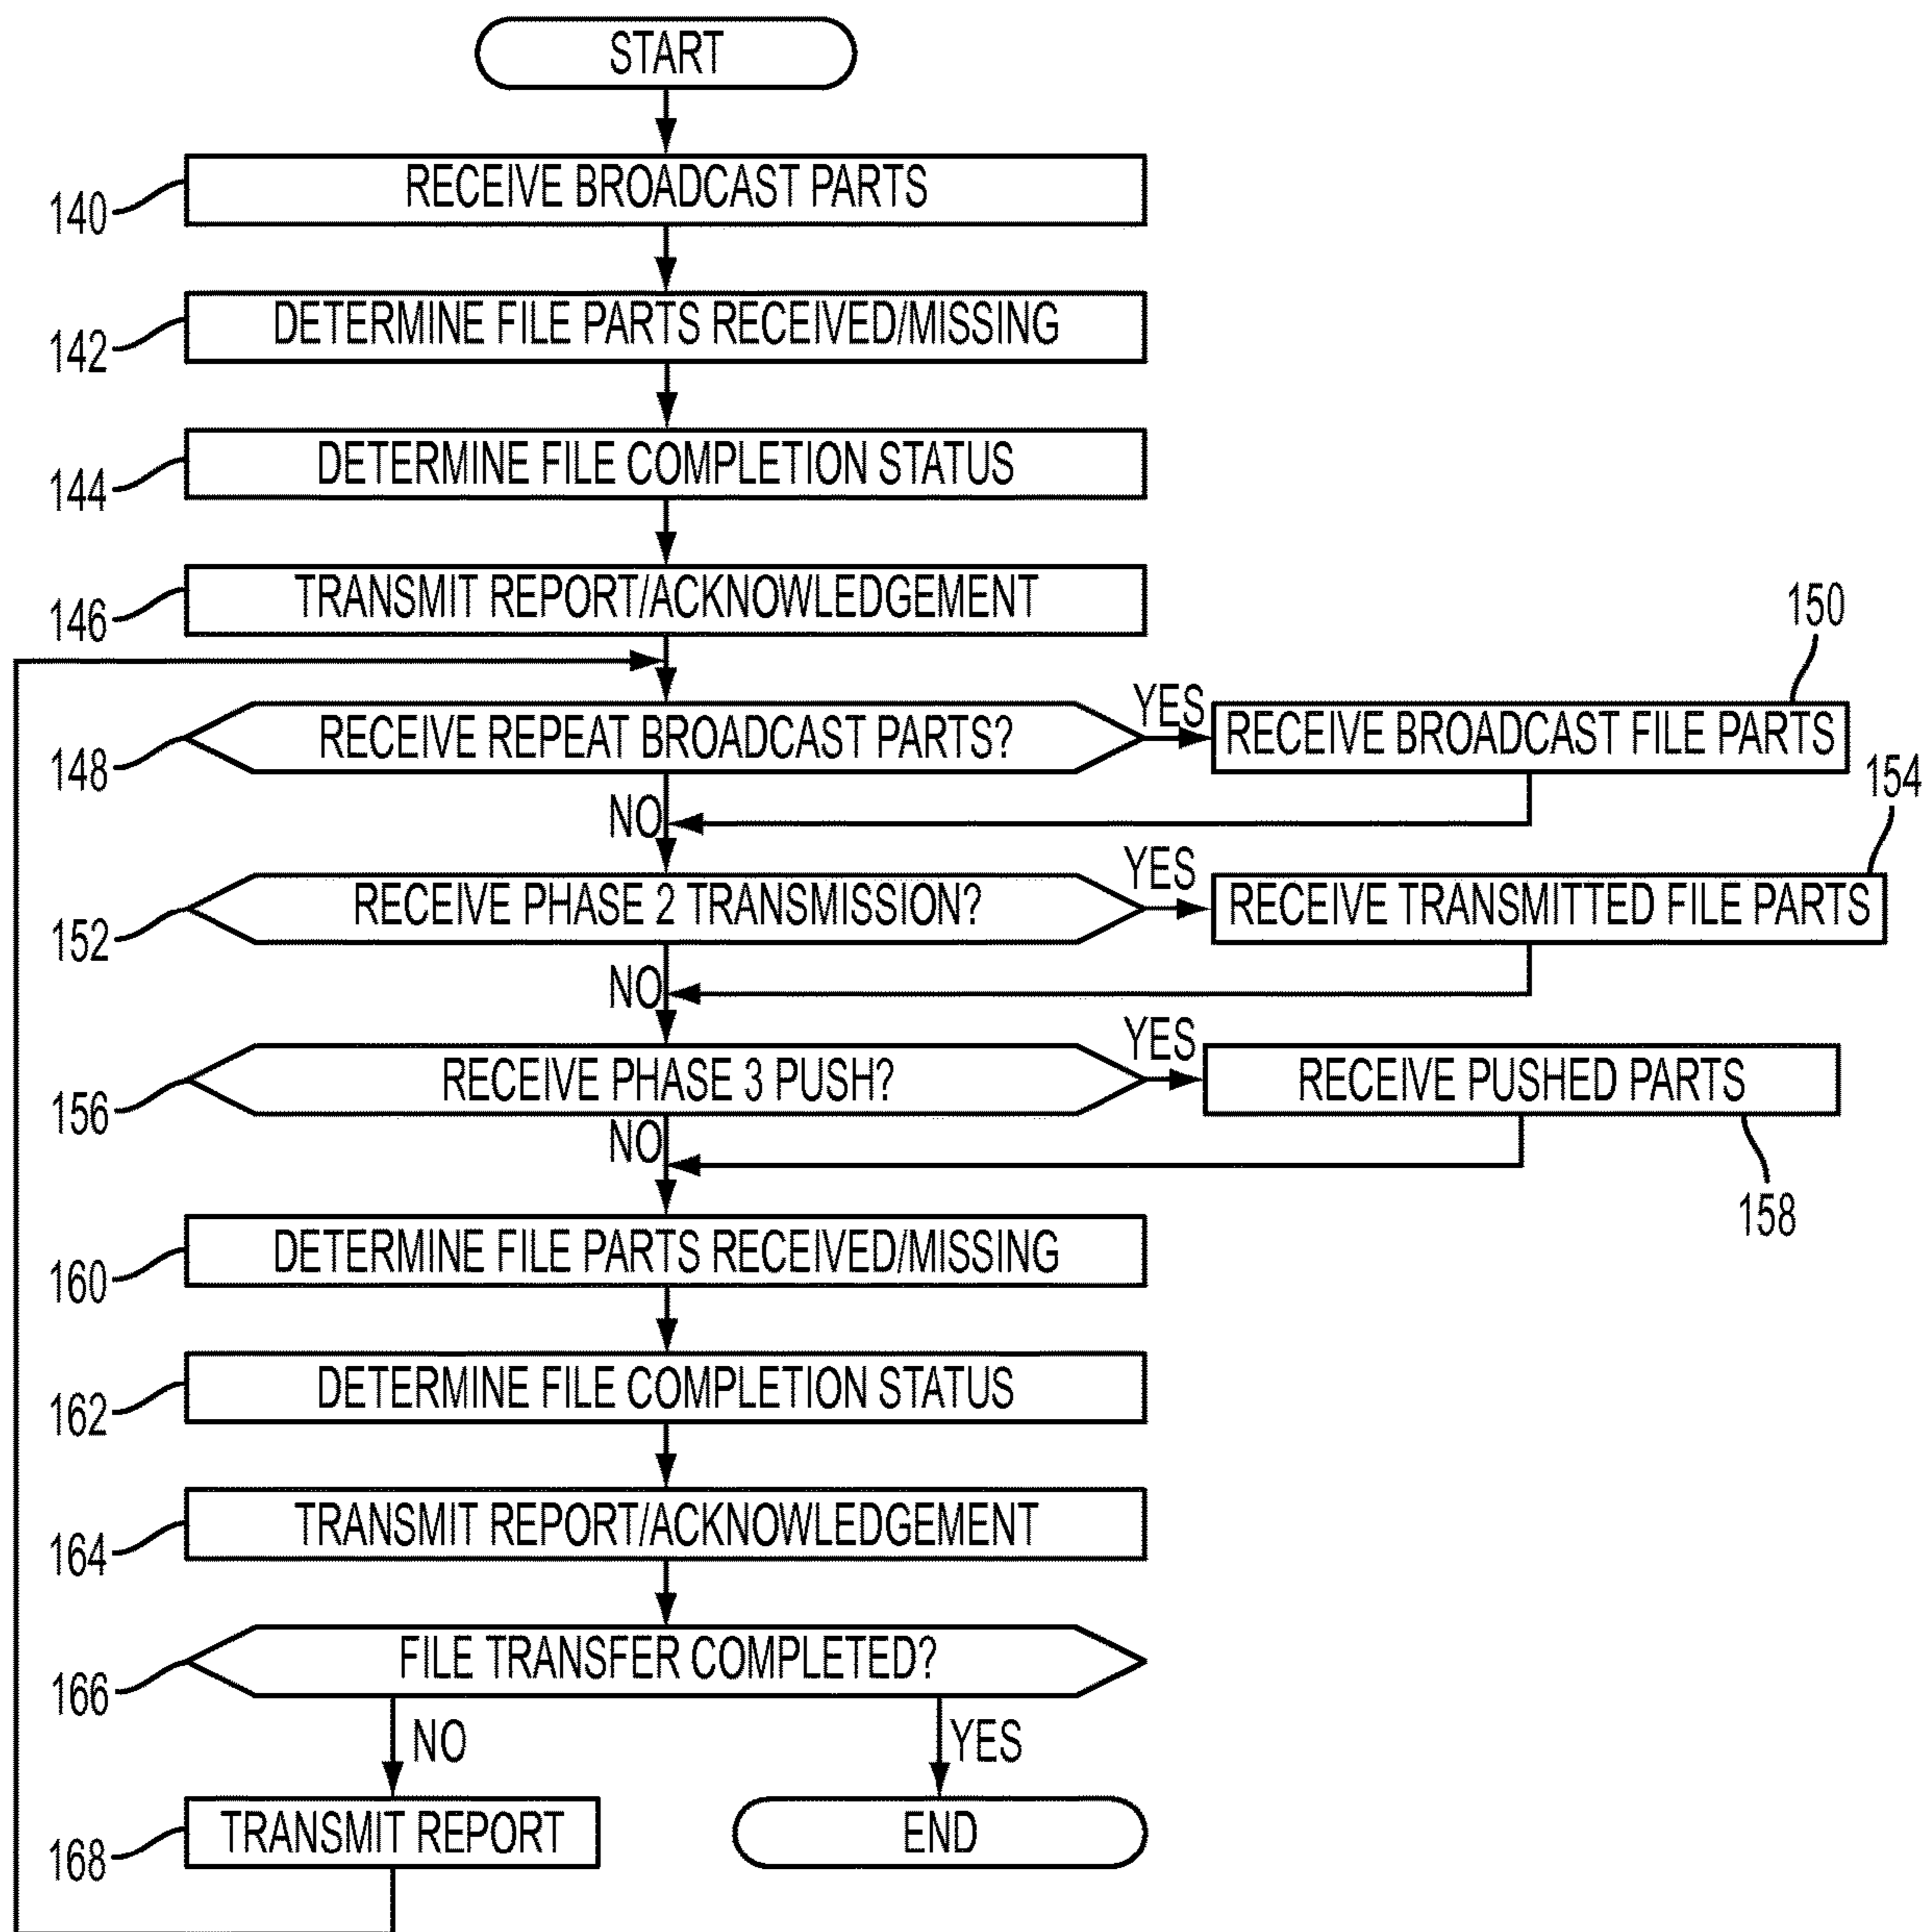 START
140
RECEIVE BROADCAST PARTS
142
DETERMINE FILE PARTS RECEIVED/MISSING
144
DETERMINE FILE COMPLETION STATUS
146
TRANSMIT REPORT/ACKNOWLEDGEMENT
148
RECEIVE REPEAT BROADCAST PARTS?
YES
150
RECEIVE BROADCAST FILE PARTS
NO
152
RECEIVE PHASE 2 TRANSMISSION?
YES
154
RECEIVE TRANSMITTED FILE PARTS
NO
156
RECEIVE PHASE 3 PUSH?
YES
RECEIVE PUSHED PARTS
158
NO
160
DETERMINE FILE PARTS RECEIVED/MISSING
162
DETERMINE FILE COMPLETION STATUS
164
TRANSMIT REPORT/ACKNOWLEDGEMENT
166
FILE TRANSFER COMPLETED?
NO
YES
168
TRANSMIT REPORT
END